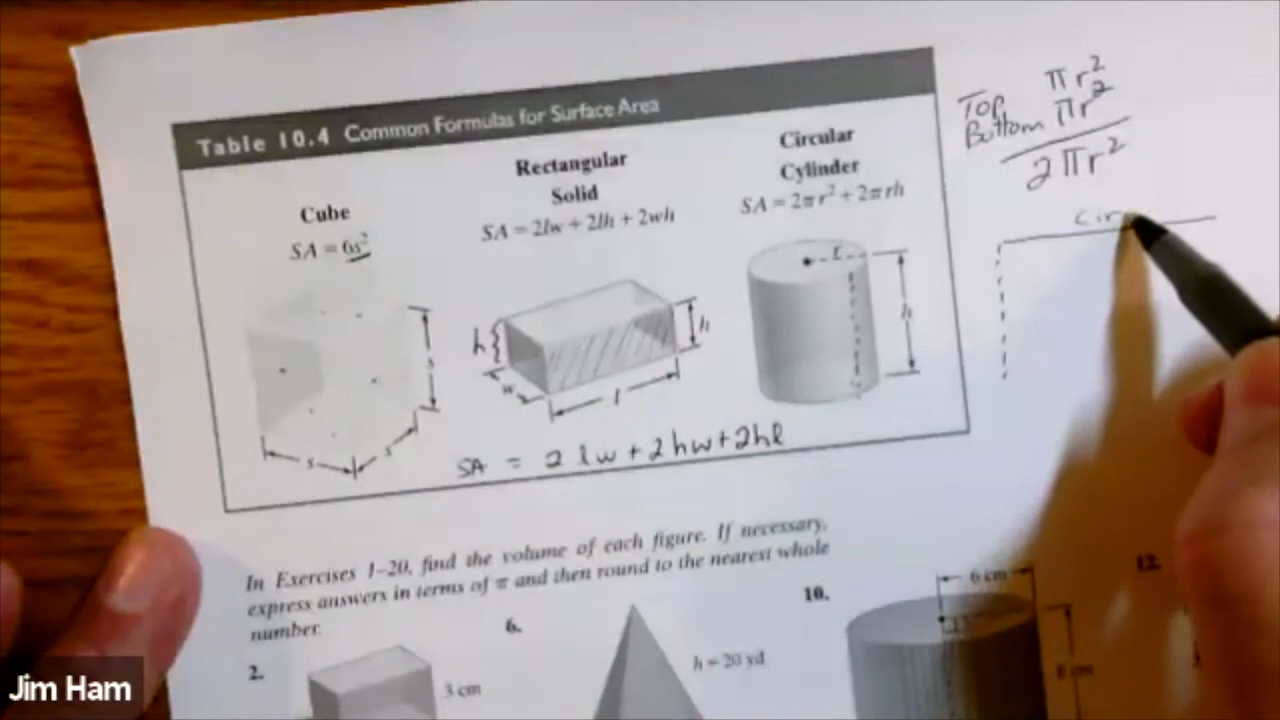 Table 10.4 Common Formulas for Surface Area
Cube
SA = 6s²
Rectangular
Solid
SA = 2lw + 2lh + 2wh
Circular
Cylinder
SA = 2πr² + 2πrh
Top πr²
Bottom πr²
2πr²
cir
s
s
s
h
h
w
l
r
h
SA = 2lw + 2hw + 2hl
In Exercises 1–20, find the volume of each figure. If necessary,
express answers in terms of π and then round to the nearest whole
number.
2.
3 cm
6.
h = 20 yd
10.
6 cm
8 cm
12.
Jim Ham